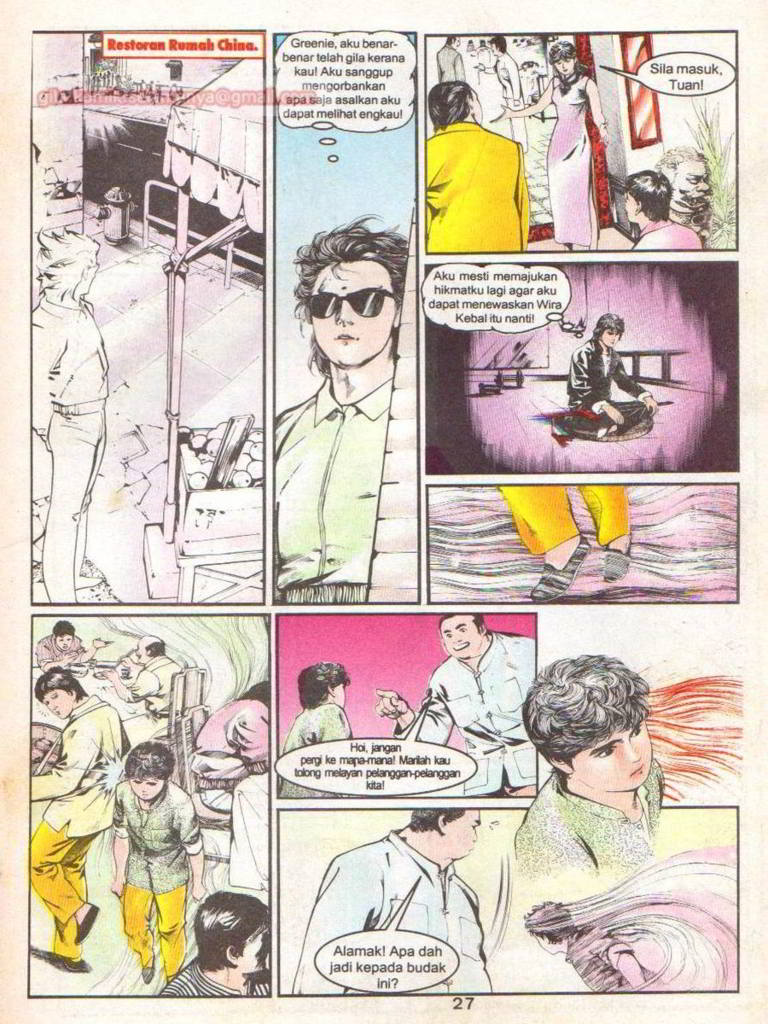 Restoran Rumah China.
Greenie, aku benar-
benar telah gila kerana
kau! Aku sanggup
mengorbankan
apa saja asalkan aku
dapat melihat engkau!
Sila masuk,
Tuan!
Aku mesti memajukan
hikmatku lagi agar aku
dapat menewaskan Wira
Kebal itu nanti!
Hoi, jangan
pergi ke mapa-mana! Marilah kau
tolong melayan pelanggan-pelanggan
kita!
Alamak! Apa dah
jadi kepada budak
ini?
27